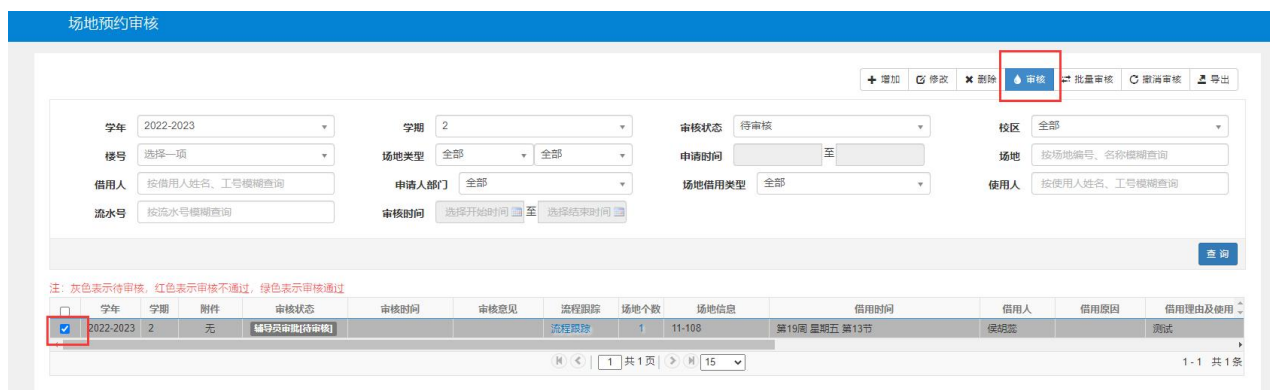 场地预约审核
增加 修改 删除 审核 批量审核 撤消审核 导出
学年 2022-2023 学期 2 审核状态 待审核 校区 全部
楼号 选择一项 场地类型 全部 全部 申请时间 至 场地 按场地编号、名称模糊查询
借用人 按借用人姓名、工号模糊查询 申请人部门 全部 场地借用类型 全部 使用人 按使用人姓名、工号模糊查询
流水号 按流水号模糊查询 审核时间 选择开始时间 至 选择结束时间
查询
注：灰色表示待审核，红色表示审核不通过，绿色表示审核通过
学年 学期 附件 审核状态 审核时间 审核意见 流程跟踪 场地个数 场地信息 借用时间 借用人 借用原因 借用理由及使用
2022-2023 2 无 辅导员审批[待审核] 流程跟踪 1 11-108 第19周 星期五 第13节 侯胡蕊 测试
1 共1页 15 1-1 共1条